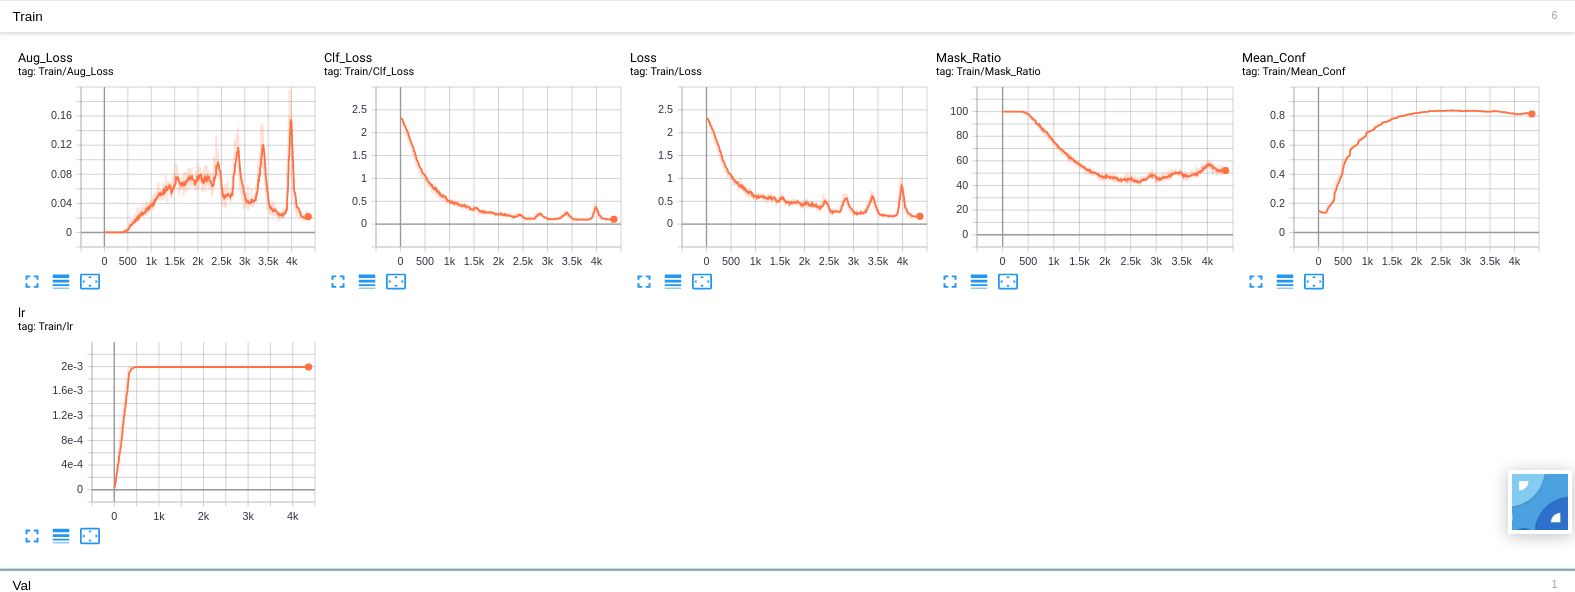 Train 6
Aug_Loss
tag: Train/Aug_Loss
0.16
0.12
0.08
0.04
0
0 500 1k 1.5k 2k 2.5k 3k 3.5k 4k
Clf_Loss
tag: Train/Clf_Loss
2.5
2
1.5
1
0.5
0
0 500 1k 1.5k 2k 2.5k 3k 3.5k 4k
Loss
tag: Train/Loss
2.5
2
1.5
1
0.5
0
0 500 1k 1.5k 2k 2.5k 3k 3.5k 4k
Mask_Ratio
tag: Train/Mask_Ratio
100
80
60
40
20
0
0 500 1k 1.5k 2k 2.5k 3k 3.5k 4k
Mean_Conf
tag: Train/Mean_Conf
0.8
0.6
0.4
0.2
0
0 500 1k 1.5k 2k 2.5k 3k 3.5k 4k
lr
tag: Train/lr
2e-3
1.6e-3
1.2e-3
8e-4
4e-4
0
0 1k 2k 3k 4k
Val 1